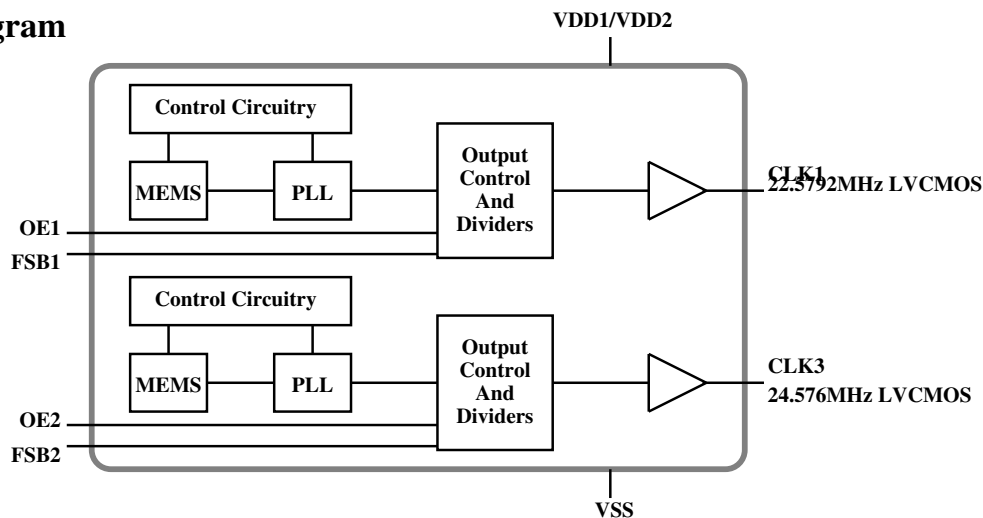 gram
VDD1/VDD2
Control Circuitry
MEMS
PLL
Output
Control
And
Dividers
CLK1
22.5792MHz LVCMOS
OE1
FSB1
Control Circuitry
MEMS
PLL
Output
Control
And
Dividers
CLK3
24.576MHz LVCMOS
OE2
FSB2
VSS